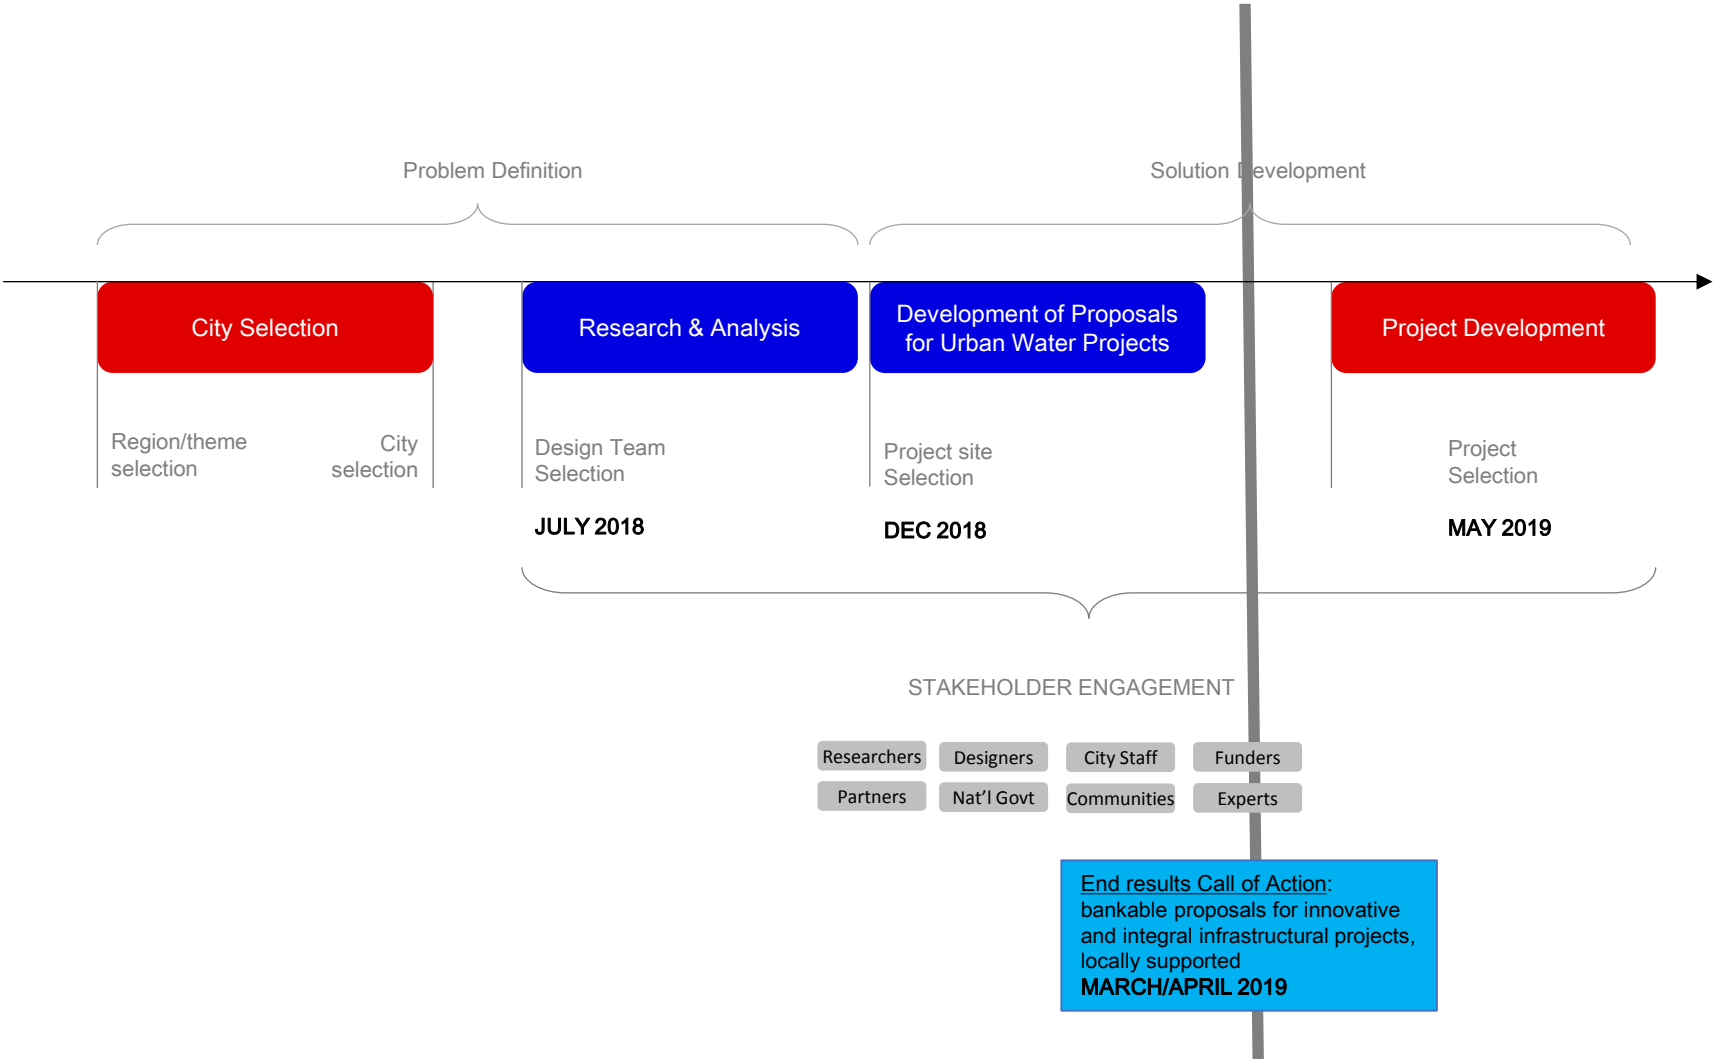 Problem Definition
Solution Development
City Selection
Research & Analysis
Development of Proposals
for Urban Water Projects
Project Development
Region/theme
selection
City
selection
Design Team
Selection
JULY 2018
Project site
Selection
DEC 2018
Project
Selection
MAY 2019
STAKEHOLDER ENGAGEMENT
Researchers
Designers
City Staff
Funders
Partners
Nat’l Govt
Communities
Experts
End results Call of Action:
bankable proposals for innovative
and integral infrastructural projects,
locally supported
MARCH/APRIL 2019